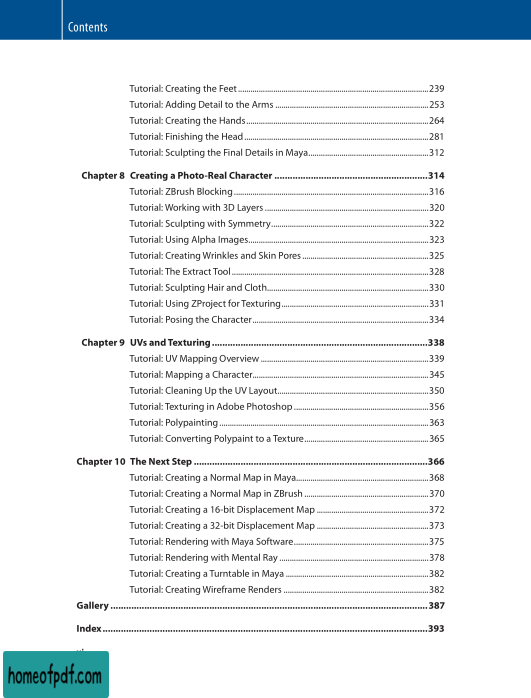 Contents
Tutorial: Creating the Feet 239
Tutorial: Adding Detail to the Arms 253
Tutorial: Creating the Hands 264
Tutorial: Finishing the Head 281
Tutorial: Sculpting the Final Details in Maya 312
Chapter 8 Creating a Photo-Real Character 314
Tutorial: ZBrush Blocking 316
Tutorial: Working with 3D Layers 320
Tutorial: Sculpting with Symmetry 322
Tutorial: Using Alpha Images 323
Tutorial: Creating Wrinkles and Skin Pores 325
Tutorial: The Extract Tool 328
Tutorial: Sculpting Hair and Cloth 330
Tutorial: Using ZProject for Texturing 331
Tutorial: Posing the Character 334
Chapter 9 UVs and Texturing 338
Tutorial: UV Mapping Overview 339
Tutorial: Mapping a Character 345
Tutorial: Cleaning Up the UV Layout 350
Tutorial: Texturing in Adobe Photoshop 356
Tutorial: Polypainting 363
Tutorial: Converting Polypaint to a Texture 365
Chapter 10 The Next Step 366
Tutorial: Creating a Normal Map in Maya 368
Tutorial: Creating a Normal Map in ZBrush 370
Tutorial: Creating a 16-bit Displacement Map 372
Tutorial: Creating a 32-bit Displacement Map 373
Tutorial: Rendering with Maya Software 375
Tutorial: Rendering with Mental Ray 378
Tutorial: Creating a Turntable in Maya 382
Tutorial: Creating Wireframe Renders 382
Gallery 387
Index 393
homeofpdf.com